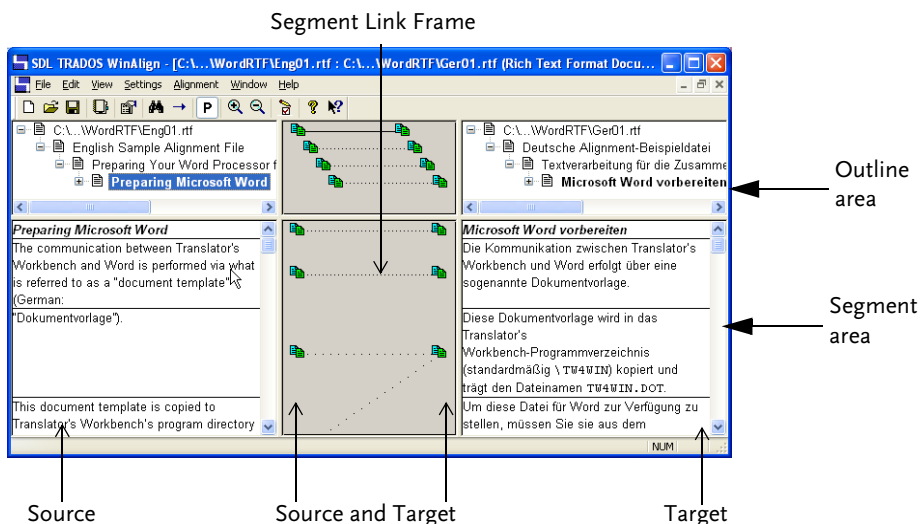 Segment Link Frame
SDL TRADOS WinAlign - [C:\...\WordRTF\Eng01.rtf : C:\...\WordRTF\Ger01.rtf (Rich Text Format Docu...
File Edit View Settings Alignment Window Help
P
C:\...\WordRTF\Eng01.rtf
English Sample Alignment File
Preparing Your Word Processor f
Preparing Microsoft Word
C:\...\WordRTF\Ger01.rtf
Deutsche Alignment-Beispieldatei
Textverarbeitung für die Zusamme
Microsoft Word vorbereiten
Outline
area
Preparing Microsoft Word
The communication between Translator's
Workbench and Word is performed via what
is referred to as a "document template"
(German:
"Dokumentvorlage").
This document template is copied to
Translator's Workbench's program directory
Microsoft Word vorbereiten
Die Kommunikation zwischen Translator's
Workbench und Word erfolgt über eine
sogenannte Dokumentvorlage.
Diese Dokumentvorlage wird in das
Translator's
Workbench-Programmverzeichnis
(standardmäßig \TW4WIN) kopiert und
trägt den Dateinamen TW4WIN.DOT.
Um diese Datei für Word zur Verfügung zu
stellen, müssen Sie sie aus dem
Segment
area
NUM
Source
Source and Target
Target